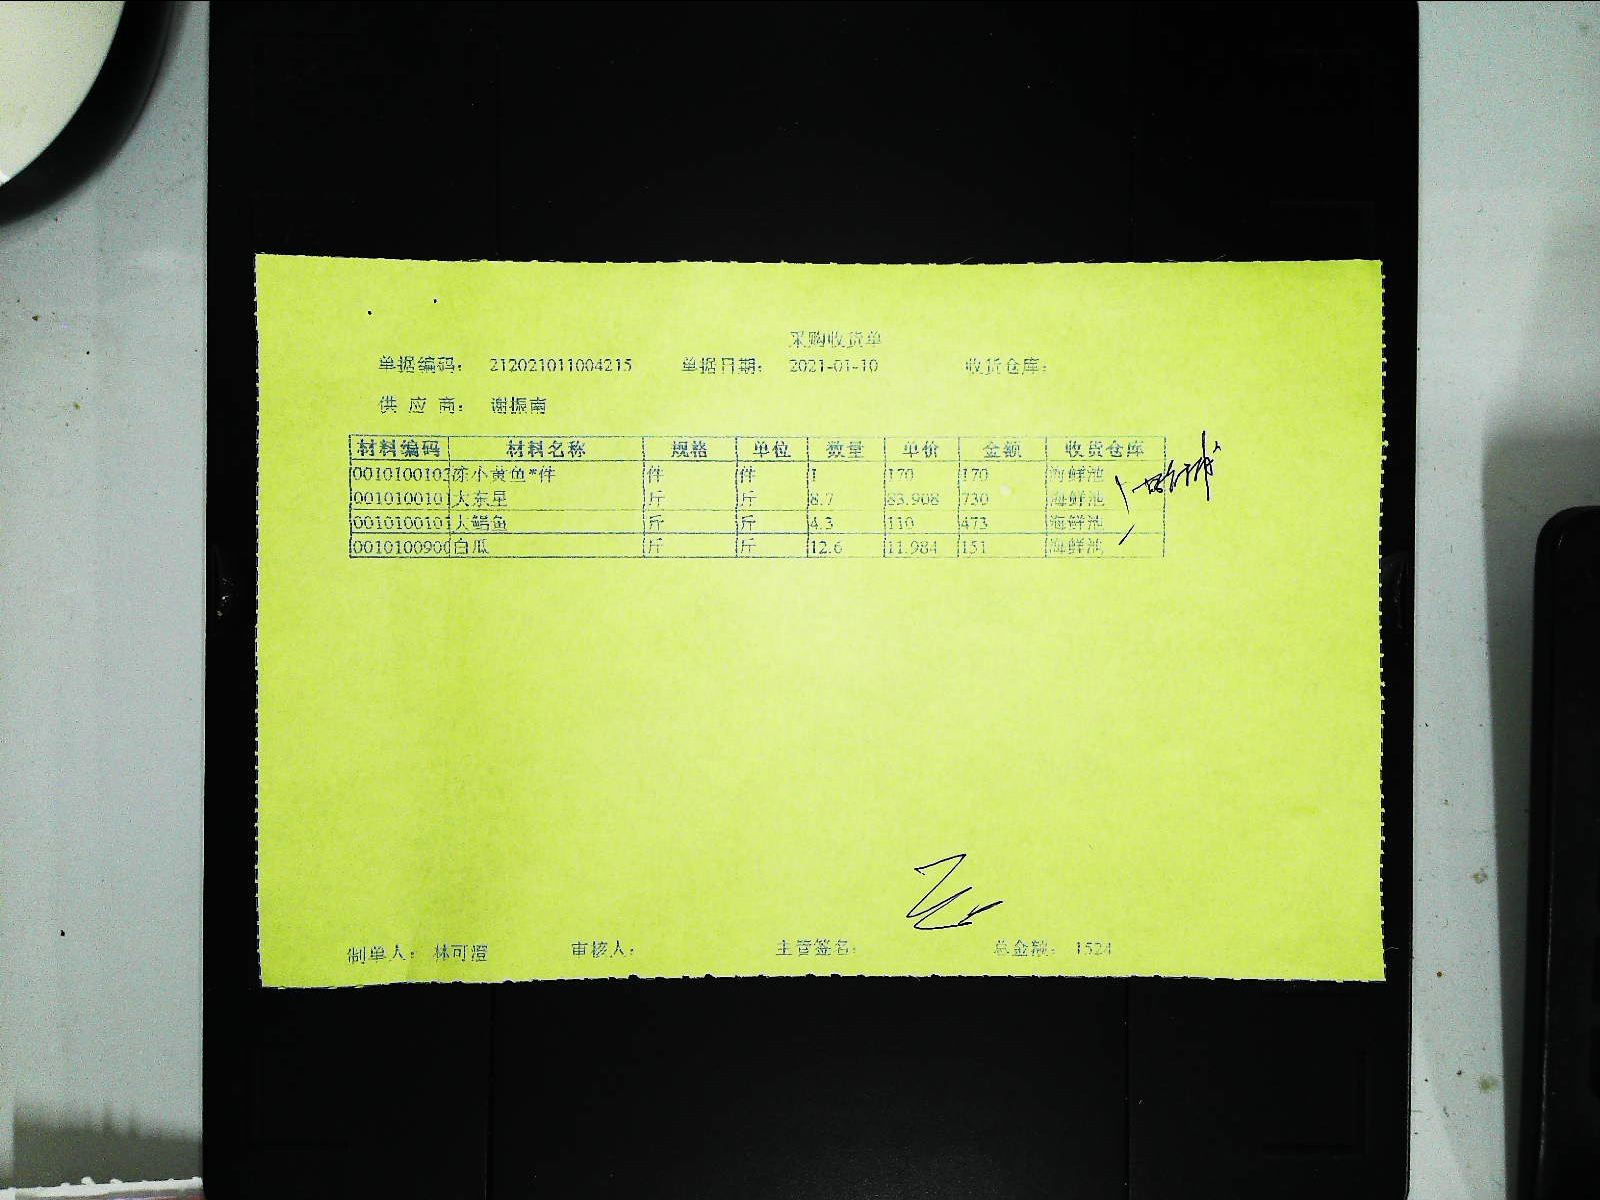 采购收货单
单据编码： 212021011004215 单据日期： 2021-01-10 收货仓库：
供 应 商： 谢振南
材料编码 材料名称 规格 单位 数量 单价 金额 收货仓库
0010100102 冻小黄鱼*件 件 件 1 170 170 海鲜池
0010100101 大东星 斤 斤 8.7 83.908 730 海鲜池
0010100101 大鳝鱼 斤 斤 4.3 110 473 海鲜池
0010100900 白瓜 斤 斤 12.6 11.984 151 海鲜池
制单人： 林可澄 审核人： 主管签名： 总金额： 1524